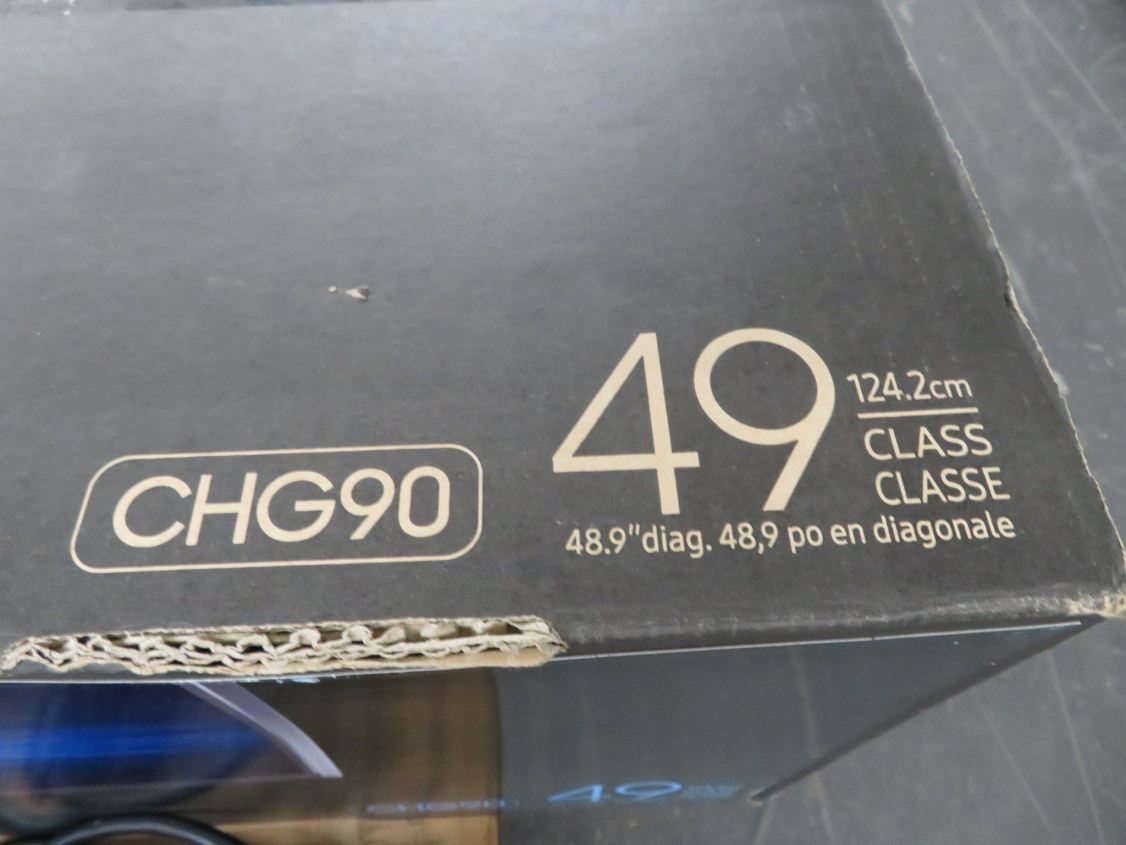 CHG90
49
124.2cm
CLASS
CLASSE
48.9"diag. 48,9 po en diagonale
CHG90
49